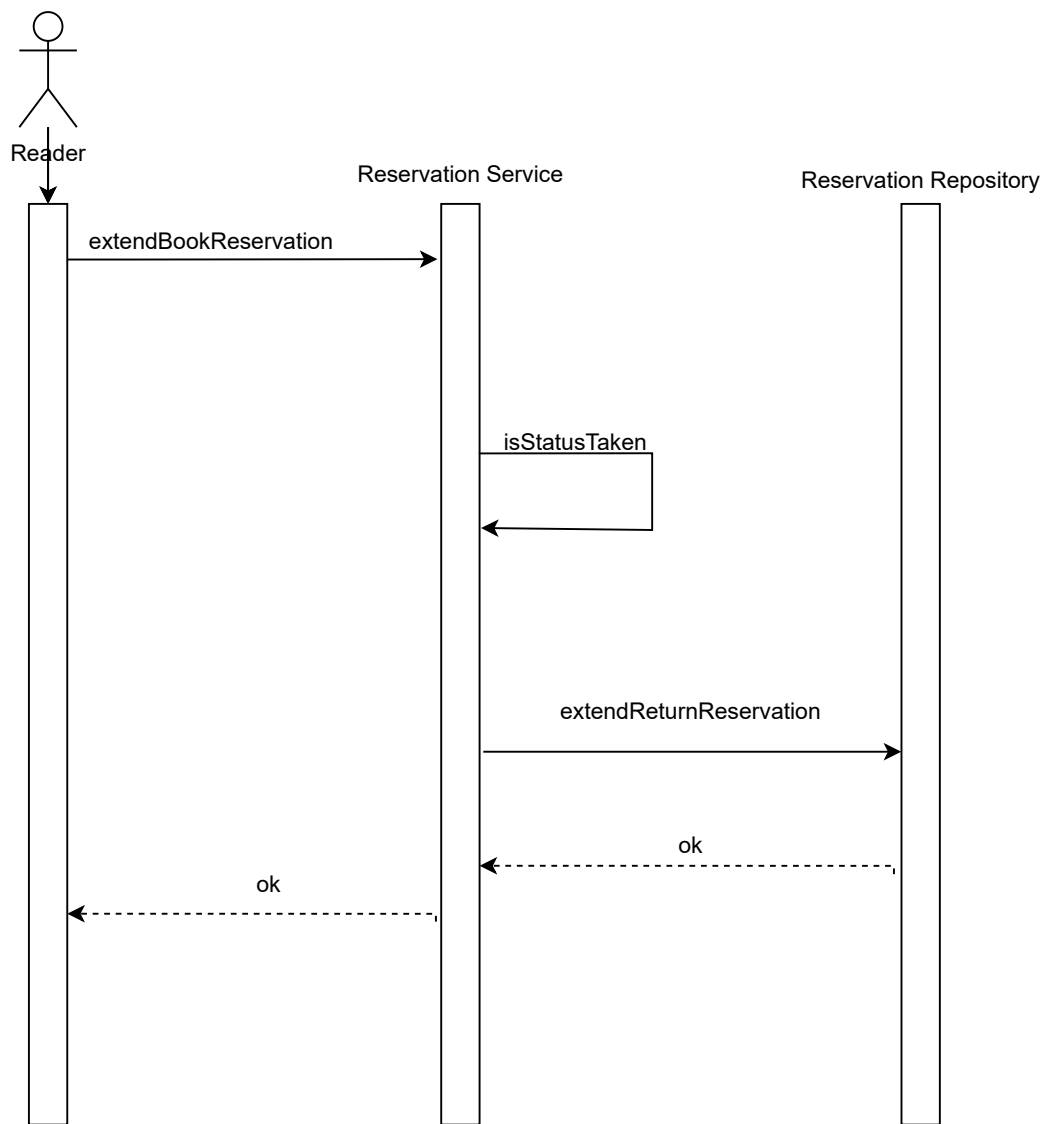 Reader
Reservation Service
Reservation Repository
extendBookReservation
isStatusTaken
extendReturnReservation
ok
ok